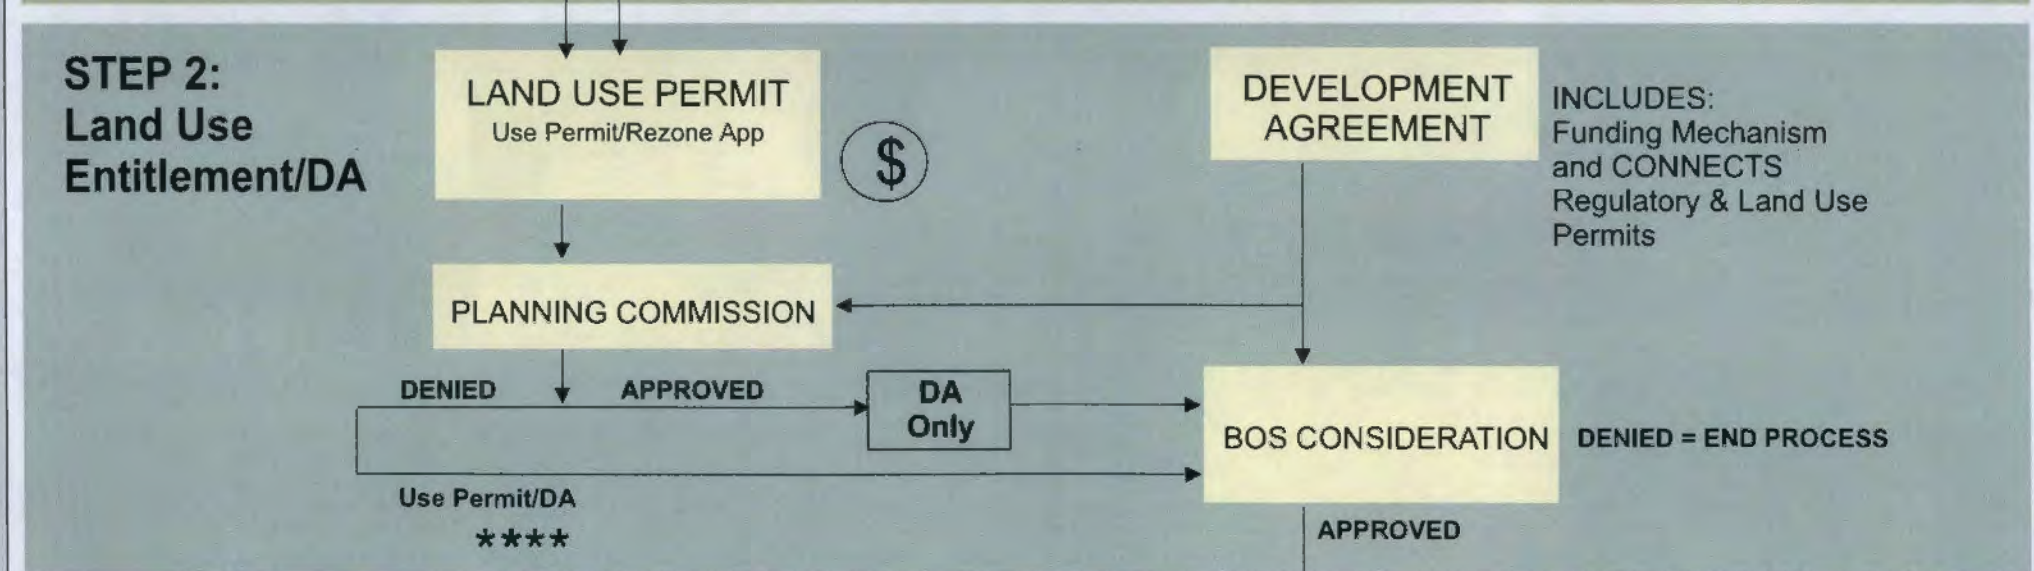 STEP 2:
Land Use
Entitlement/DA
LAND USE PERMIT
Use Permit/Rezone App
$
DEVELOPMENT
AGREEMENT
INCLUDES:
Funding Mechanism
and CONNECTS
Regulatory & Land Use
Permits
PLANNING COMMISSION
DENIED
APPROVED
DA
Only
BOS CONSIDERATION
DENIED = END PROCESS
Use Permit/DA
****
APPROVED